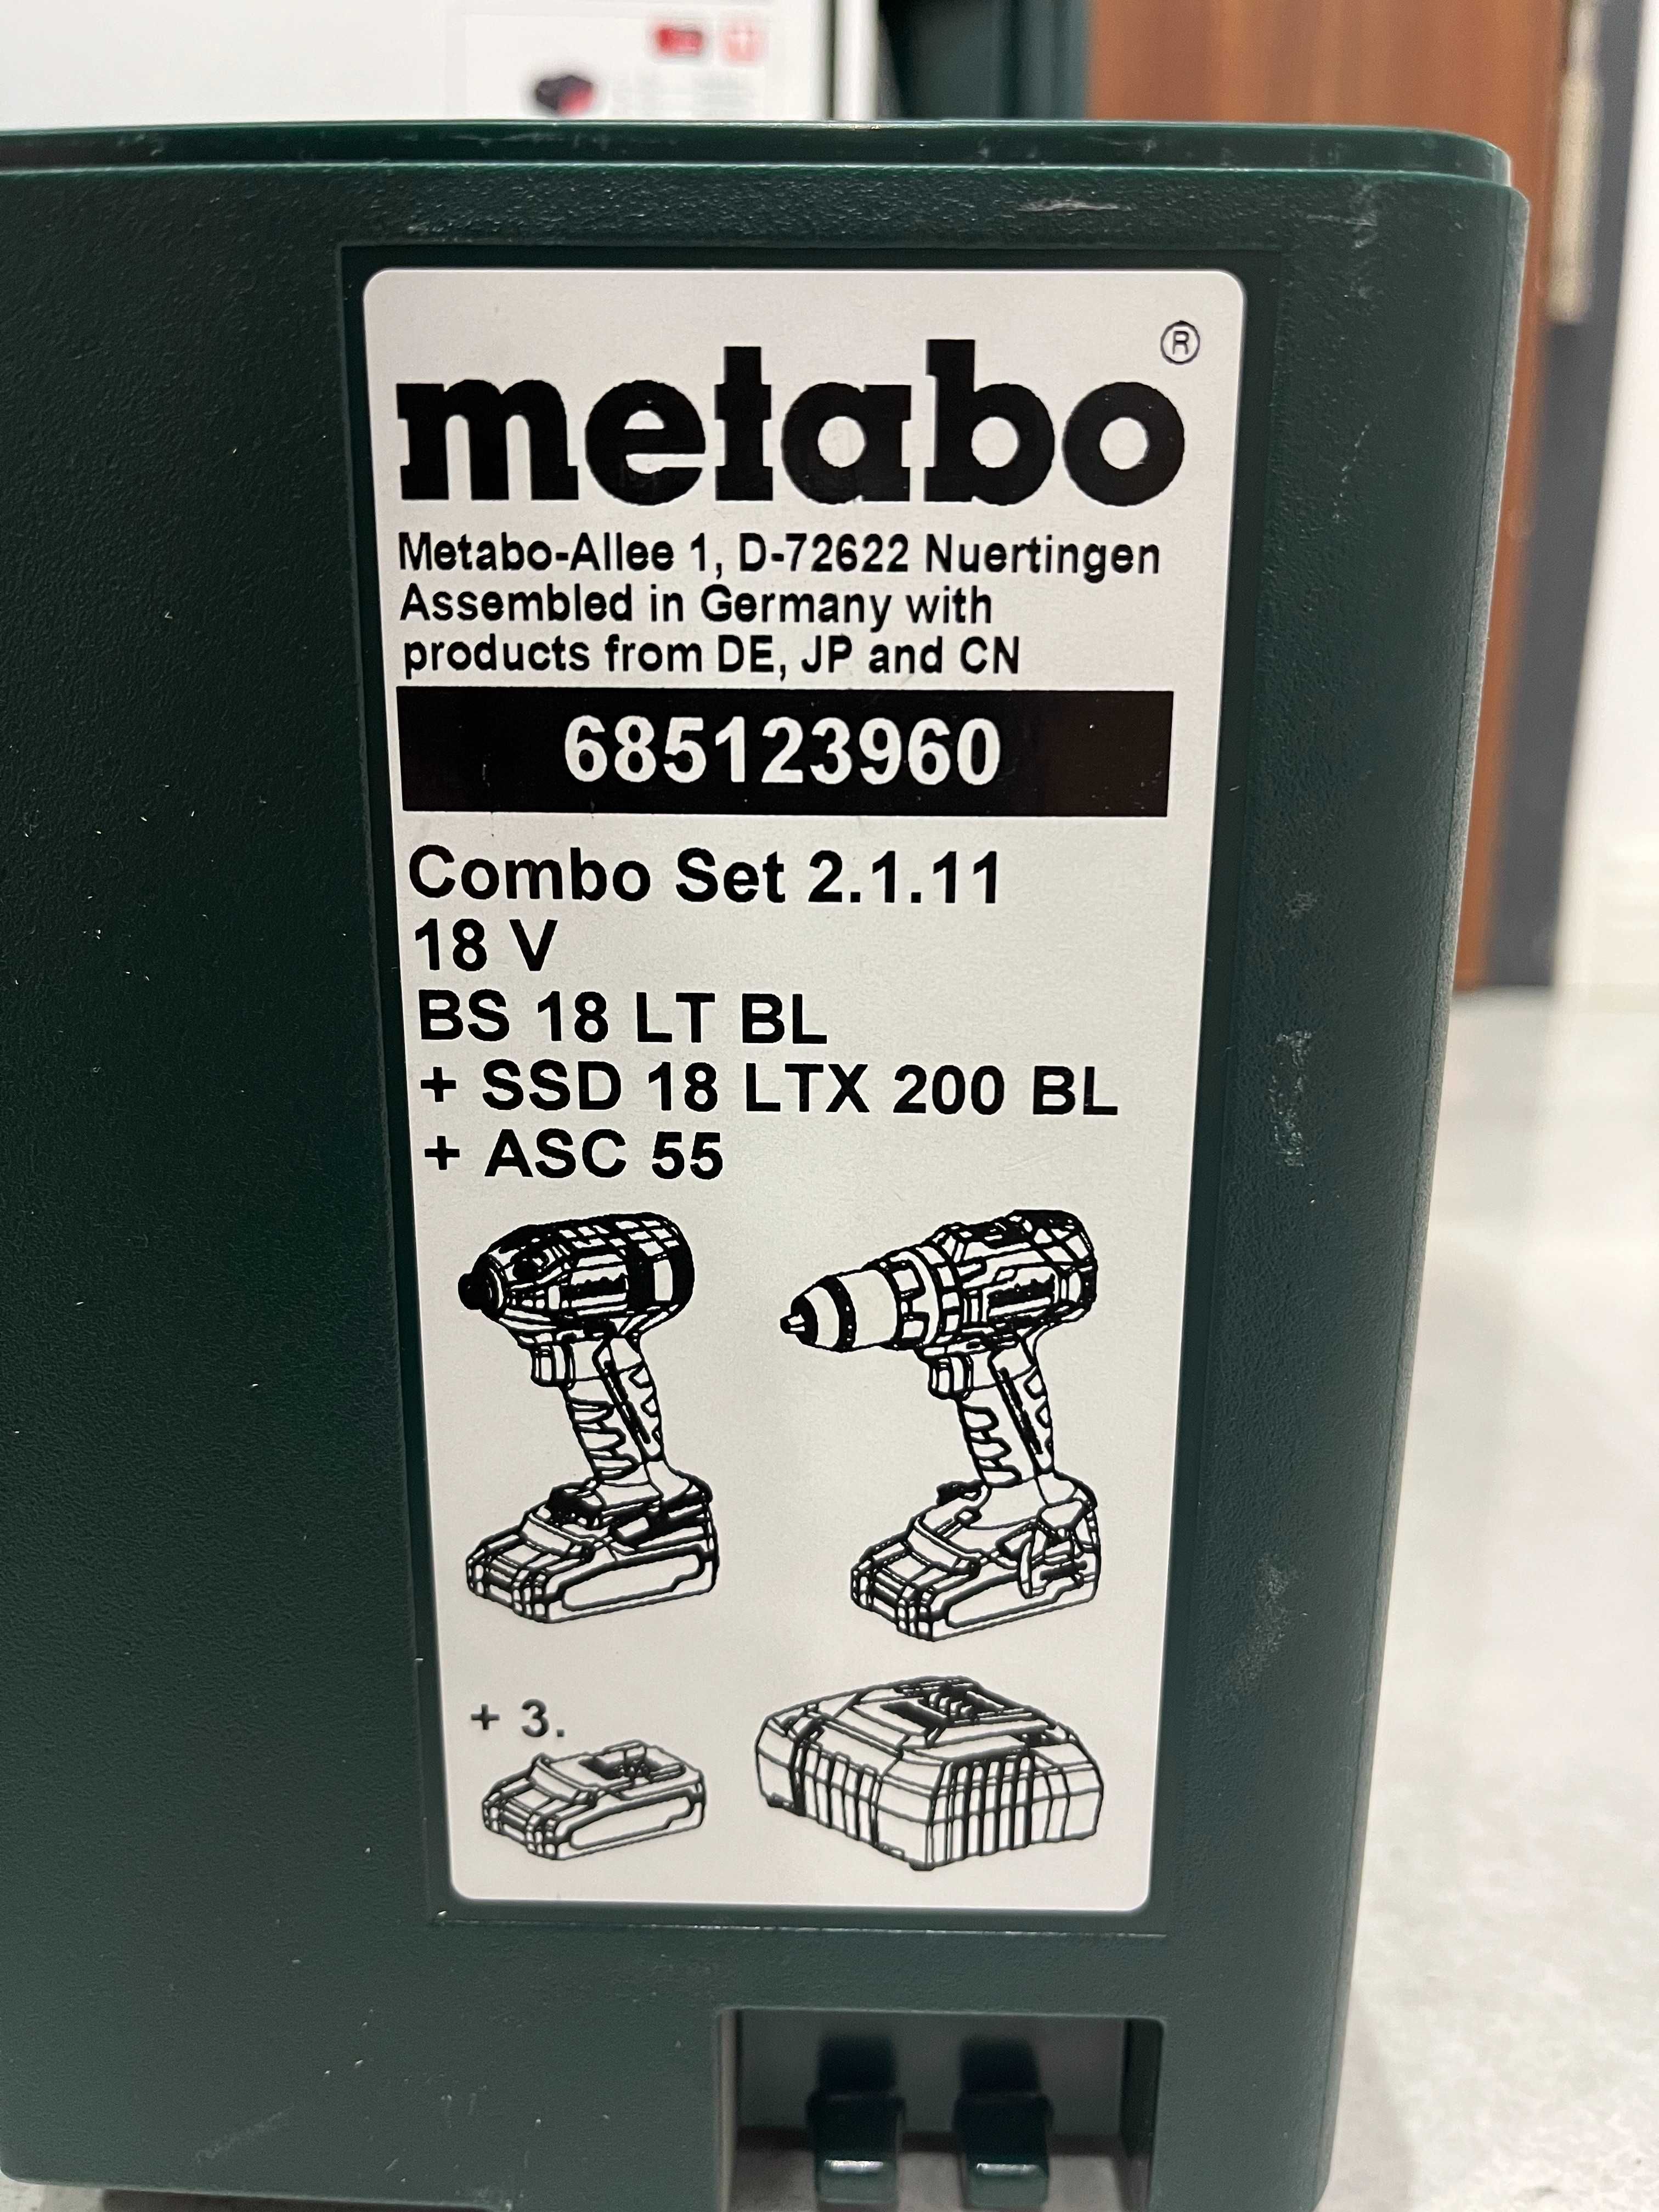 metabo®
Metabo-Allee 1, D-72622 Nuertingen
Assembled in Germany with
products from DE, JP and CN
685123960
Combo Set 2.1.11
18 V
BS 18 LT BL
+ SSD 18 LTX 200 BL
+ ASC 55
+ 3.